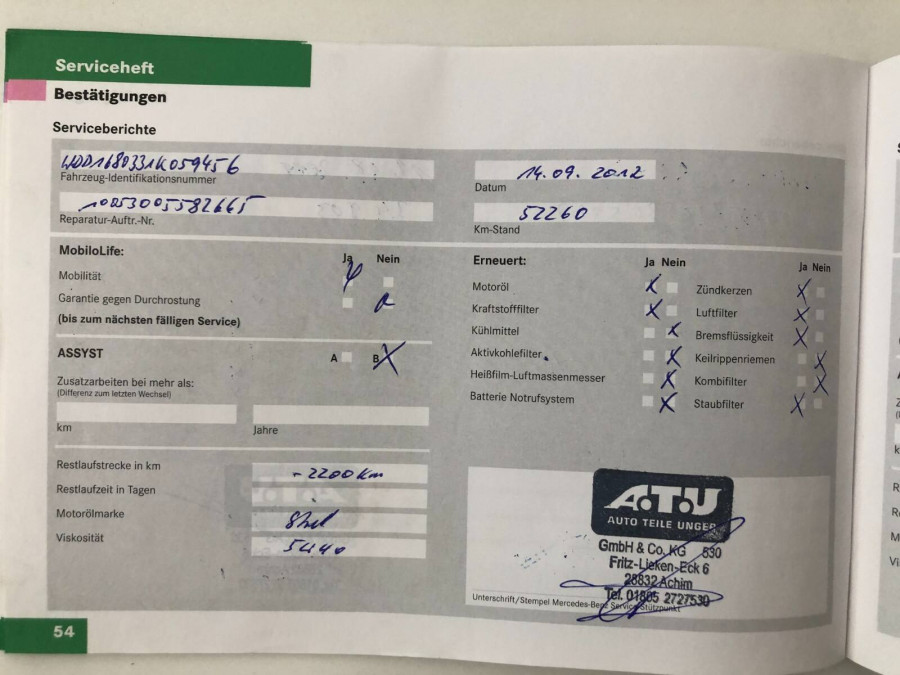 Serviceheft
Bestätigungen
Serviceberichte
WDD1680331K059456
Fahrzeug-Identifikationsnummer
14.09. 2012
Datum
Reparatur-Auftr.-Nr.
52260
Km-Stand
MobiloLife:
Ja Nein
Mobilität
Garantie gegen Durchrostung
(bis zum nächsten fälligen Service)
ASSYST
A B X
Zusatzarbeiten bei mehr als:
(Differenz zum letzten Wechsel)
km
Jahre
Restlaufstrecke in km
- 2200 Km
Restlaufzeit in Tagen
Motorölmarke
Viskosität
5W40
Erneuert:
Ja Nein
Motoröl X
Kraftstofffilter X
Kühlmittel X
Aktivkohlefilter X
Heißfilm-Luftmassenmesser X
Batterie Notrufsystem X
Ja Nein
Zündkerzen X
Luftfilter X
Bremsflüssigkeit X
Keilrippenriemen X
Kombifilter X
Staubfilter X
A.T.U
AUTO TEILE UNGER
GmbH & Co. KG 530
Fritz-Lieken-Eck 6
28832 Achim
Tel. 01805 2727530
Unterschrift/Stempel Mercedes-Benz Service-Stützpunkt
54